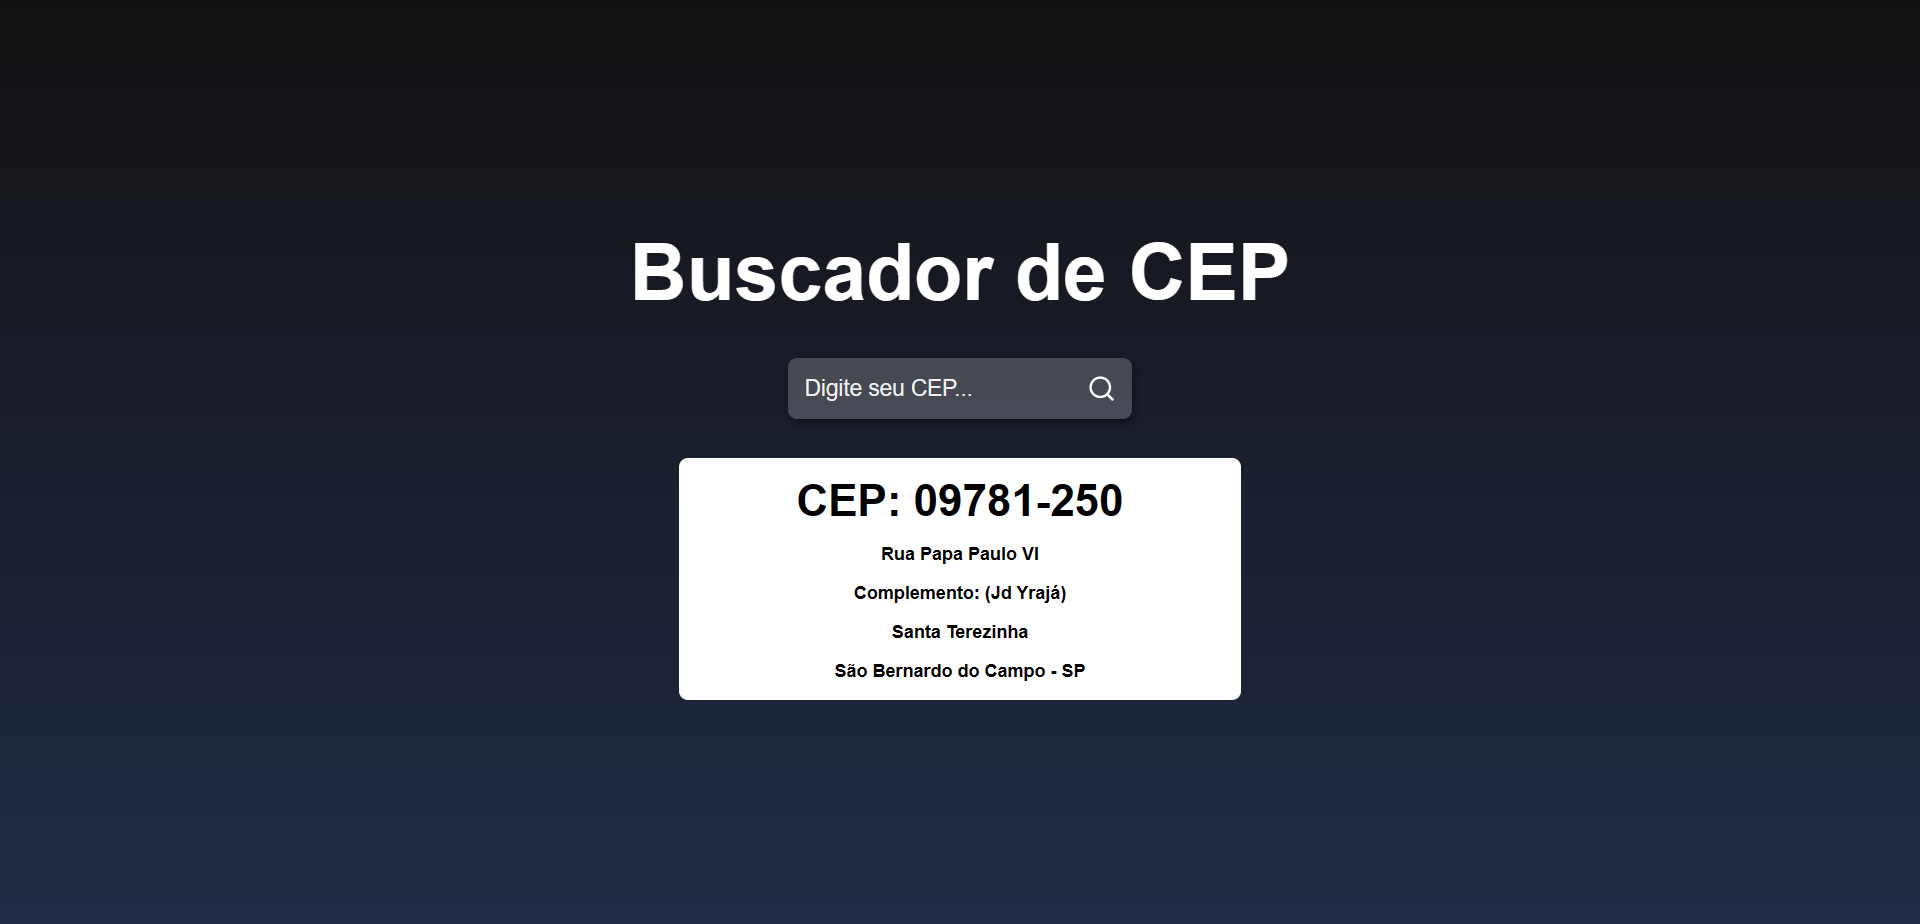 Buscador de CEP
Digite seu CEP...
CEP: 09781-250
Rua Papa Paulo VI
Complemento: (Jd Yrajá)
Santa Terezinha
São Bernardo do Campo - SP